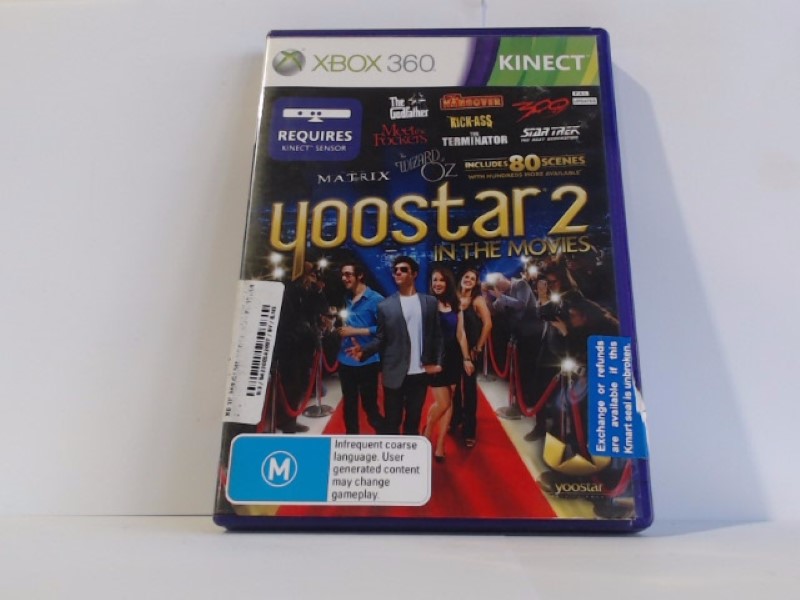 XBOX 360
KINECT
REQUIRES
KINECT SENSOR
The
Godfather
HANGOVER
300
KICK-ASS
Meet the
Fockers
THE
TERMINATOR
STAR TREK
MATRIX
The
WIZARD
of
OZ
INCLUDES 80 SCENES
WITH HUNDREDS MORE AVAILABLE
yoostar 2
IN THE MOVIES
Exchange or refunds
are available if this
Kmart seal is unbroken.
M
Infrequent coarse
language. User
generated content
may change
gameplay.
yoostar